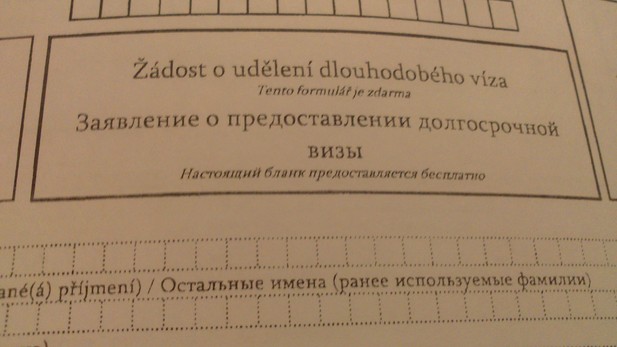 Žádost o udělení dlouhodobého víza
Tento formulář je zdarma
Заявление о предоставлении долгосрочной
визы
Настоящий бланк предоставляется бесплатно
ané(á) příjmení) / Остальные имена (ранее используемые фамилии)